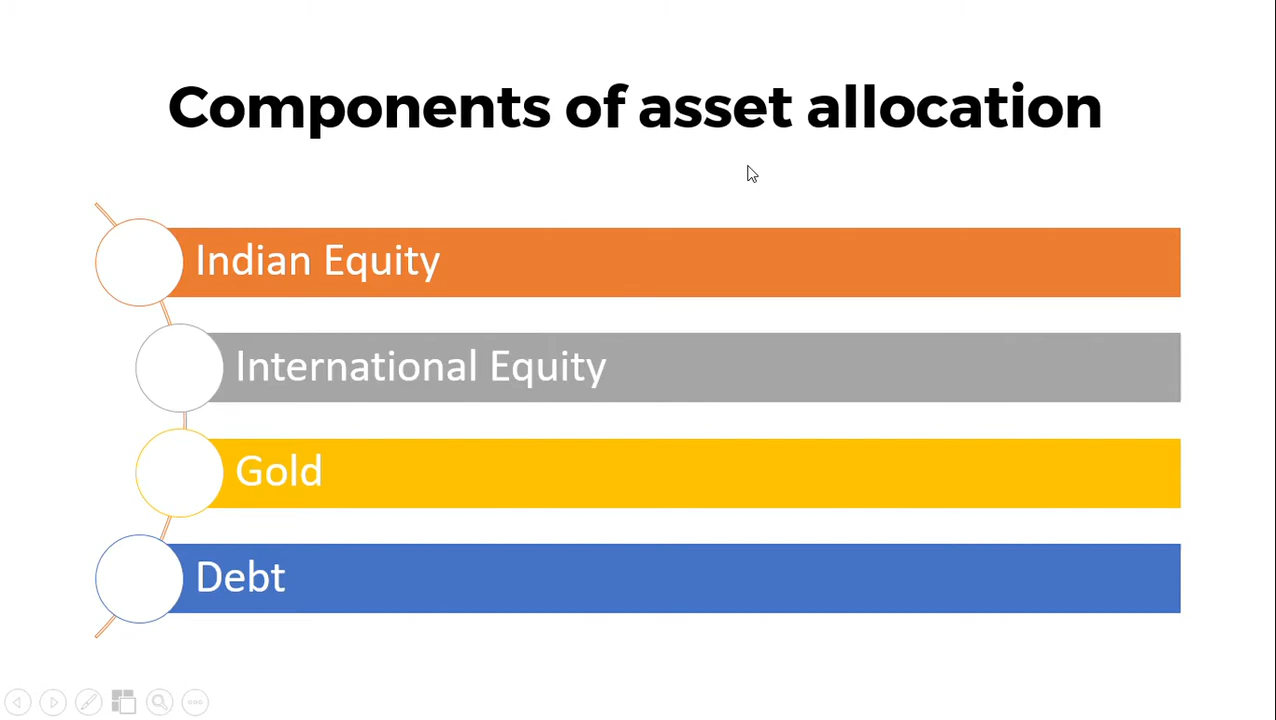 Components of asset allocation
Indian Equity
International Equity
Gold
Debt